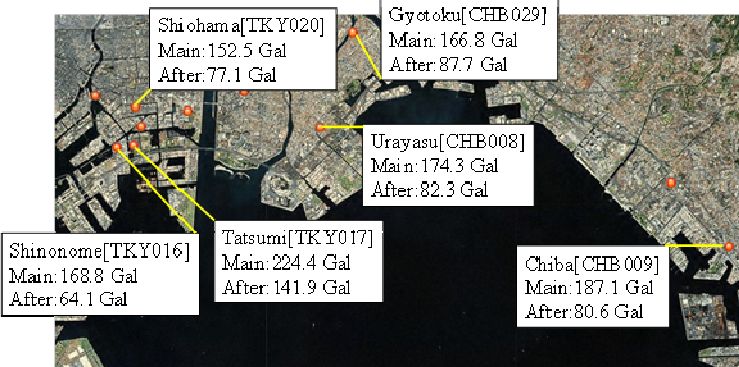 Shiohama[TKY020]
Main:152.5 Gal
After:77.1 Gal
Gyotoku[CHB029]
Main:166.8 Gal
After:87.7 Gal
Urayasu[CHB008]
Main:174.3 Gal
After:82.3 Gal
Shinonome[TKY016]
Main:168.8 Gal
After:64.1 Gal
Tatsumi[TKY017]
Main:224.4 Gal
After:141.9 Gal
Chiba[CHB009]
Main:187.1 Gal
After:80.6 Gal